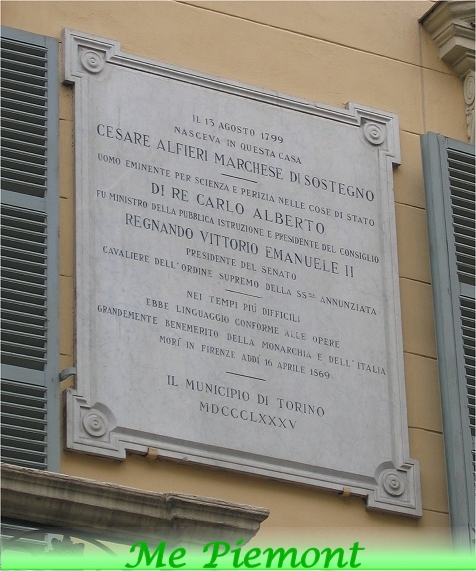 IL 13 AGOSTO 1799
NASCEVA IN QUESTA CASA
CESARE ALFIERI MARCHESE DI SOSTEGNO
UOMO EMINENTE PER SCIENZA E PERIZIA NELLE COSE DI STATO
DI RE CARLO ALBERTO
FU MINISTRO DELLA PUBBLICA ISTRUZIONE E PRESIDENTE DEL CONSIGLIO
REGNANDO VITTORIO EMANUELE II
PRESIDENTE DEL SENATO
CAVALIERE DELL'ORDINE SUPREMO DELLA SS.ma ANNUNZIATA
NEI TEMPI PIÙ DIFFICILI
EBBE LINGUAGGIO CONFORME ALLE OPERE
GRANDEMENTE BENEMERITO DELLA MONARCHIA E DELL'ITALIA
MORÌ IN FIRENZE ADDÌ 16 APRILE 1869
IL MUNICIPIO DI TORINO
MDCCCLXXXV
Me Piemont